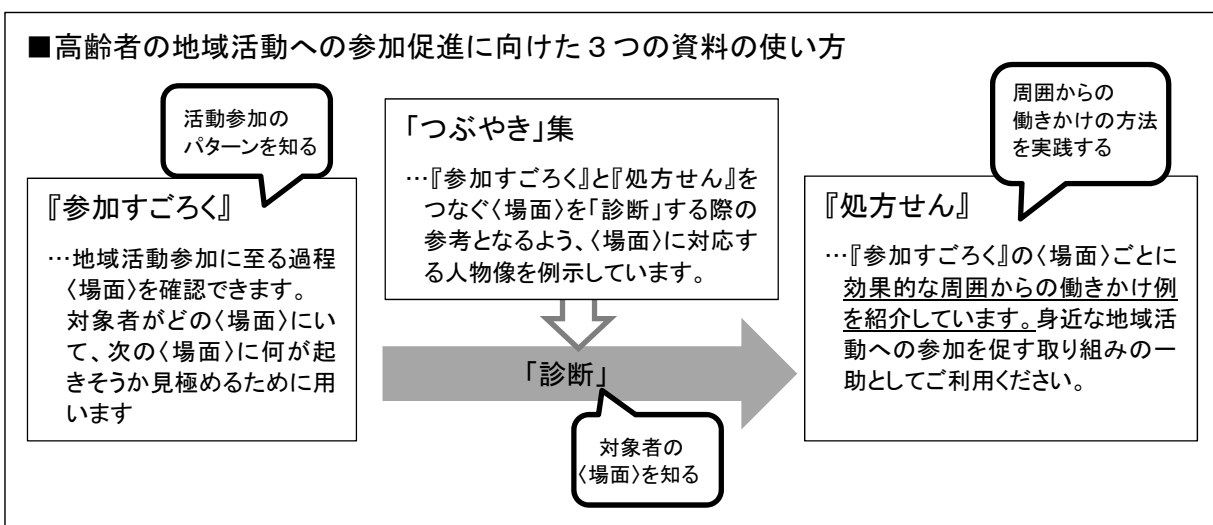 ■高齢者の地域活動への参加促進に向けた３つの資料の使い方
活動参加の
パターンを知る
『参加すごろく』
…地域活動参加に至る過程
〈場面〉を確認できます。
対象者がどの〈場面〉にい
て、次の〈場面〉に何が起
きそうか見極めるために用
います
「つぶやき」集
…『参加すごろく』と『処方せん』を
つなぐ〈場面〉を「診断」する際の
参考となるよう、〈場面〉に対応す
る人物像を例示しています。
「診断」
対象者の
〈場面〉を知る
周囲からの
働きかけの方法
を実践する
『処方せん』
…『参加すごろく』の〈場面〉ごとに
効果的な周囲からの働きかけ例
を紹介しています。身近な地域活
動への参加を促す取り組みの一
助としてご利用ください。